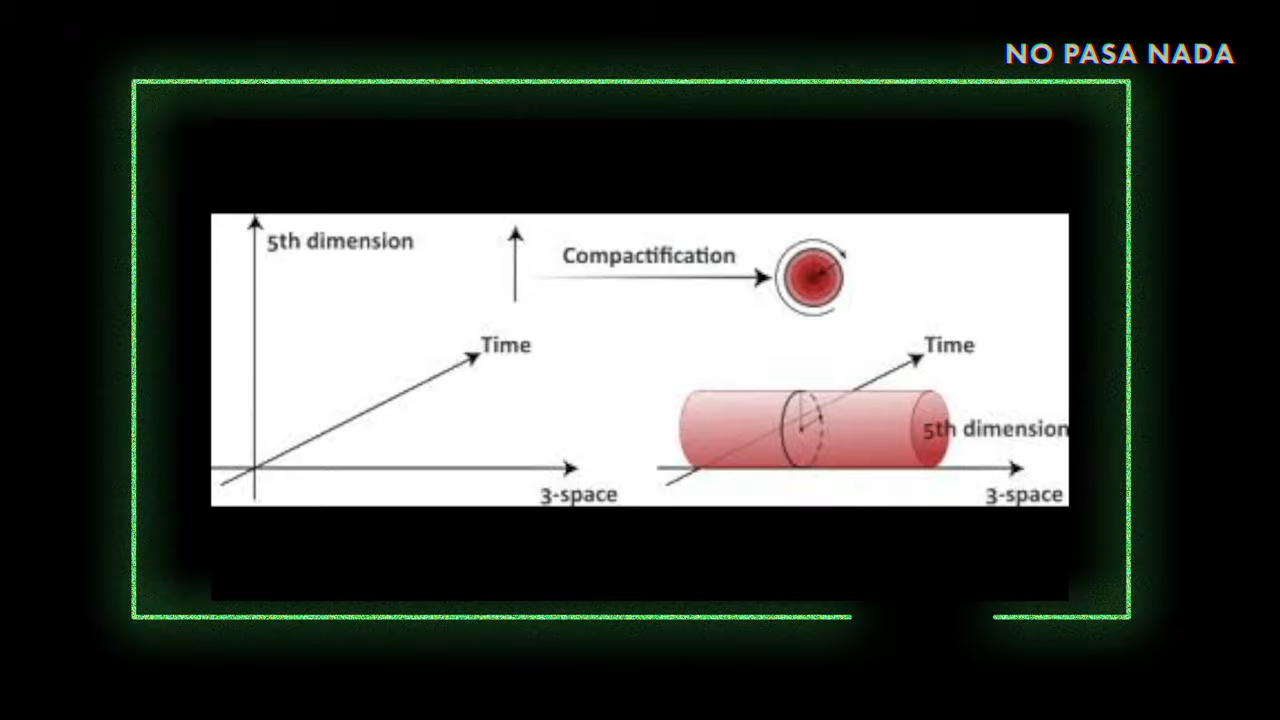 NO PASA NADA
5th dimension
Compactification
Time
3-space
Time
5th dimension
3-space